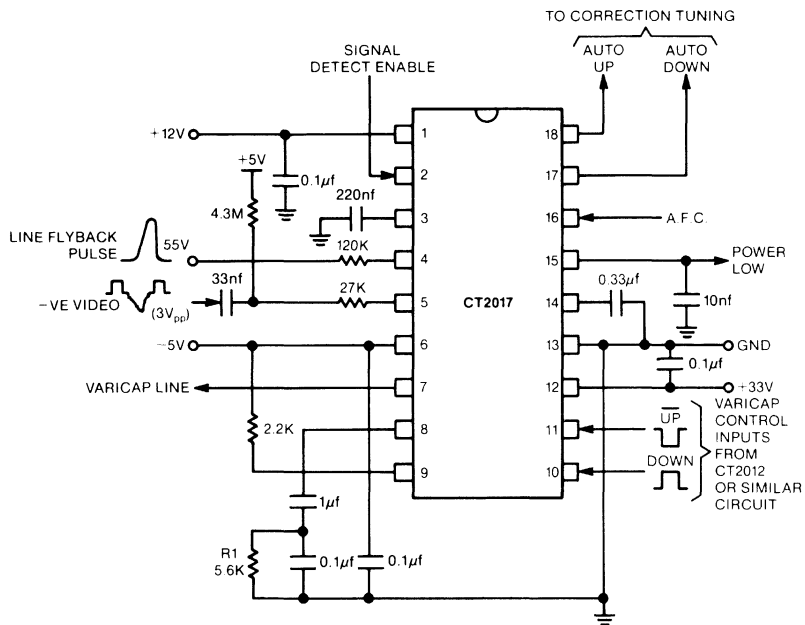 TO CORRECTION TUNING
AUTO UP
AUTO DOWN
SIGNAL
DETECT ENABLE
+12V
1
18
+5V
0.1µf
2
17
220nf
4.3M
3
16
A.F.C.
LINE FLYBACK
PULSE
55V
120K
4
15
POWER
LOW
33nf
0.33µf
-VE VIDEO
(3Vpp)
27K
5
CT2017
14
10nf
-5V
6
13
GND
0.1µf
VARICAP LINE
7
12
+33V
2.2K
8
11
UP
VARICAP
CONTROL
INPUTS
FROM
CT2012
OR SIMILAR
CIRCUIT
DOWN
9
10
1µf
R1
5.6K
0.1µf
0.1µf